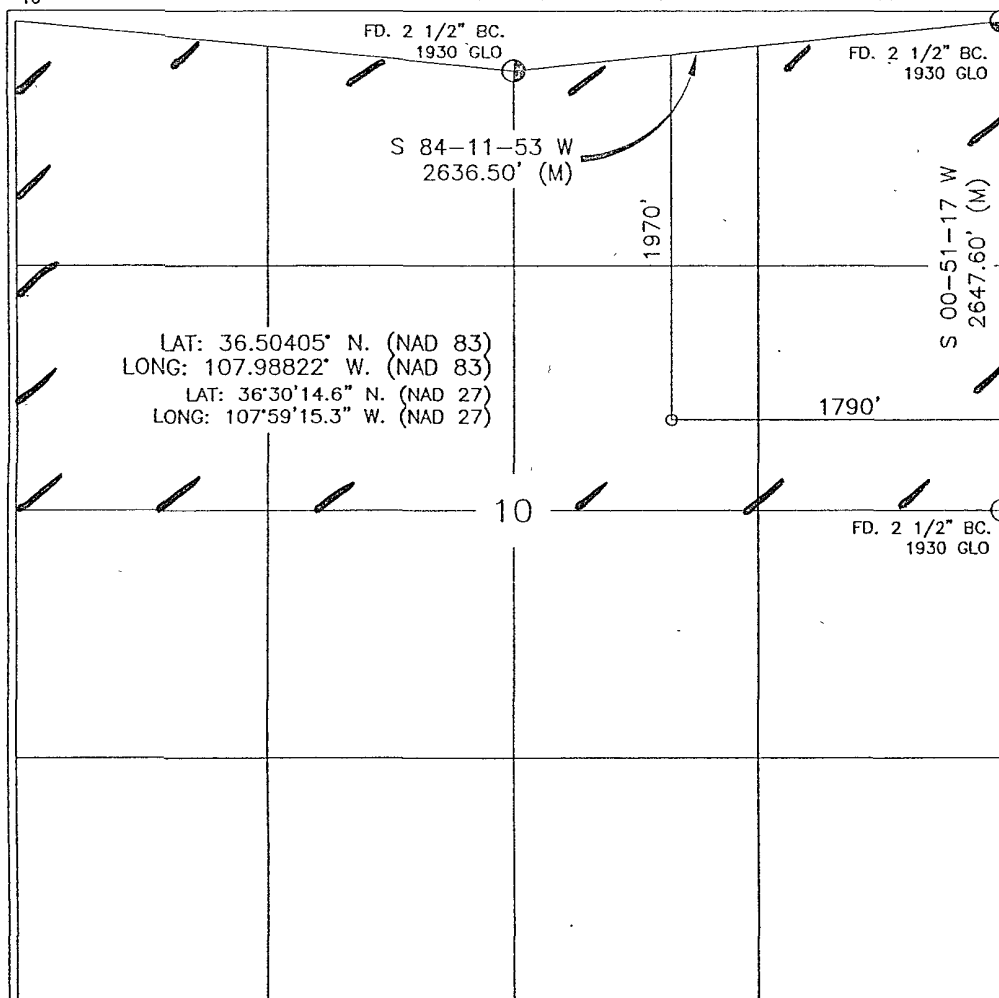 FD. 2 1/2" BC.
1930 GLO
FD. 2 1/2" BC.
1930 GLO
S 84-11-53 W
2636.50' (M)
1970'
S 00-51-17 W
2647.60' (M)
LAT: 36.50405° N. (NAD 83)
LONG: 107.98822° W. (NAD 83)
LAT: 36°30'14.6" N. (NAD 27)
LONG: 107°59'15.3" W. (NAD 27)
1790'
10
FD. 2 1/2" BC.
1930 GLO